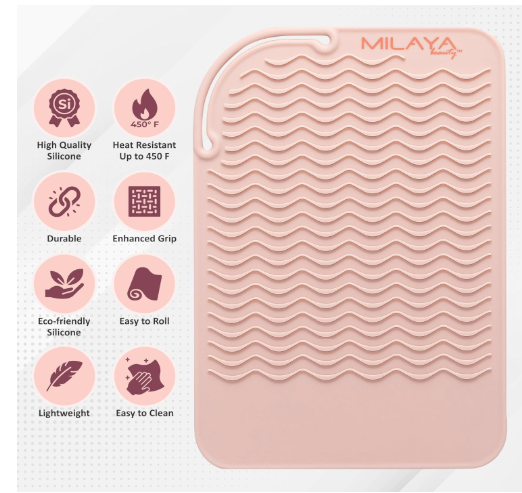 MILAYA
Si
450° F
High Quality
Silicone
Heat Resistant
Up to 450 F
Durable
Enhanced Grip
Eco-friendly
Silicone
Easy to Roll
Lightweight
Easy to Clean